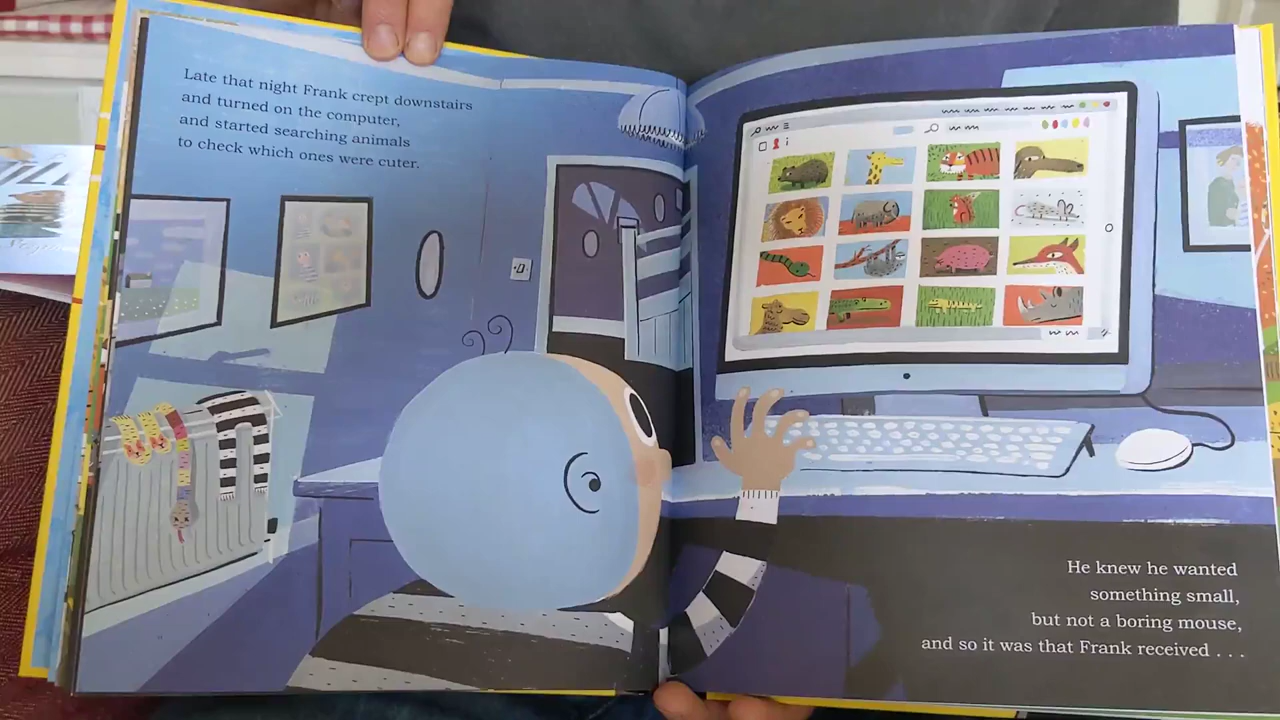 Late that night Frank crept downstairs
and turned on the computer,
and started searching animals
to check which ones were cuter.
He knew he wanted
something small,
but not a boring mouse,
and so it was that Frank received . . .